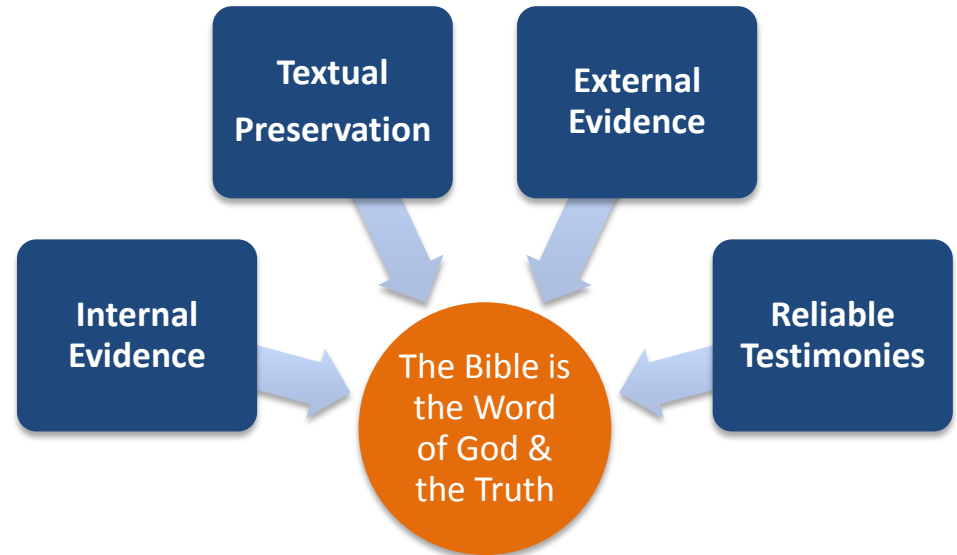 Textual
Preservation
External
Evidence
Internal
Evidence
Reliable
Testimonies
The Bible is
the Word
of God &
the Truth